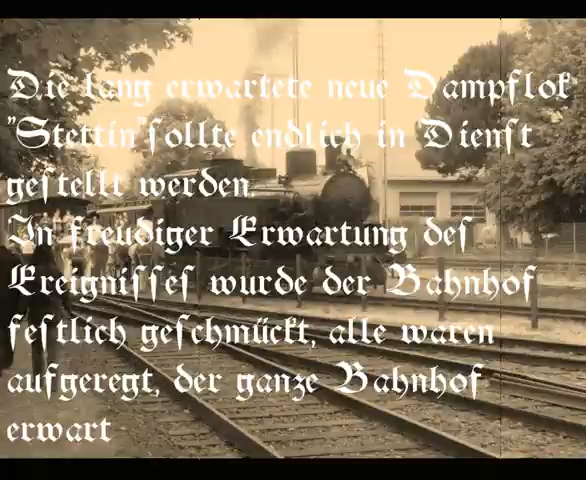 Die lang erwartete neue Dampflok
"Stettin"ſollte endlich in Dienſt
geſtellt werden.
In freudiger Erwartung deſ
Ereigniſſeſ wurde der Bahnhof
feſtlich geſchmückt, alle waren
aufgeregt, der ganze Bahnhof
erwart